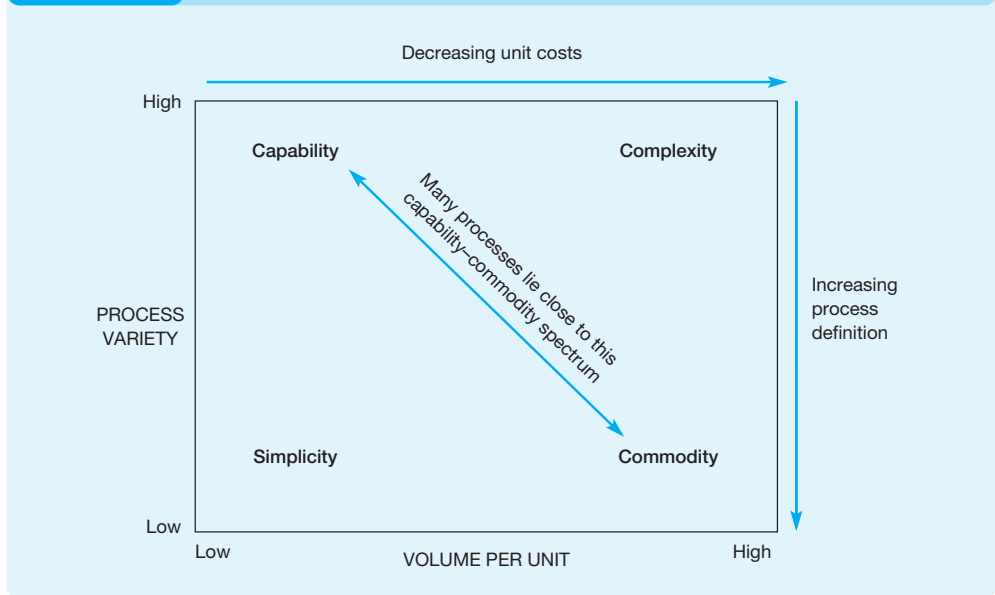 Decreasing unit costs
High
Capability
Complexity
Many processes lie close to this
capability–commodity spectrum
PROCESS
VARIETY
Increasing
process
definition
Simplicity
Commodity
Low
Low
VOLUME PER UNIT
High